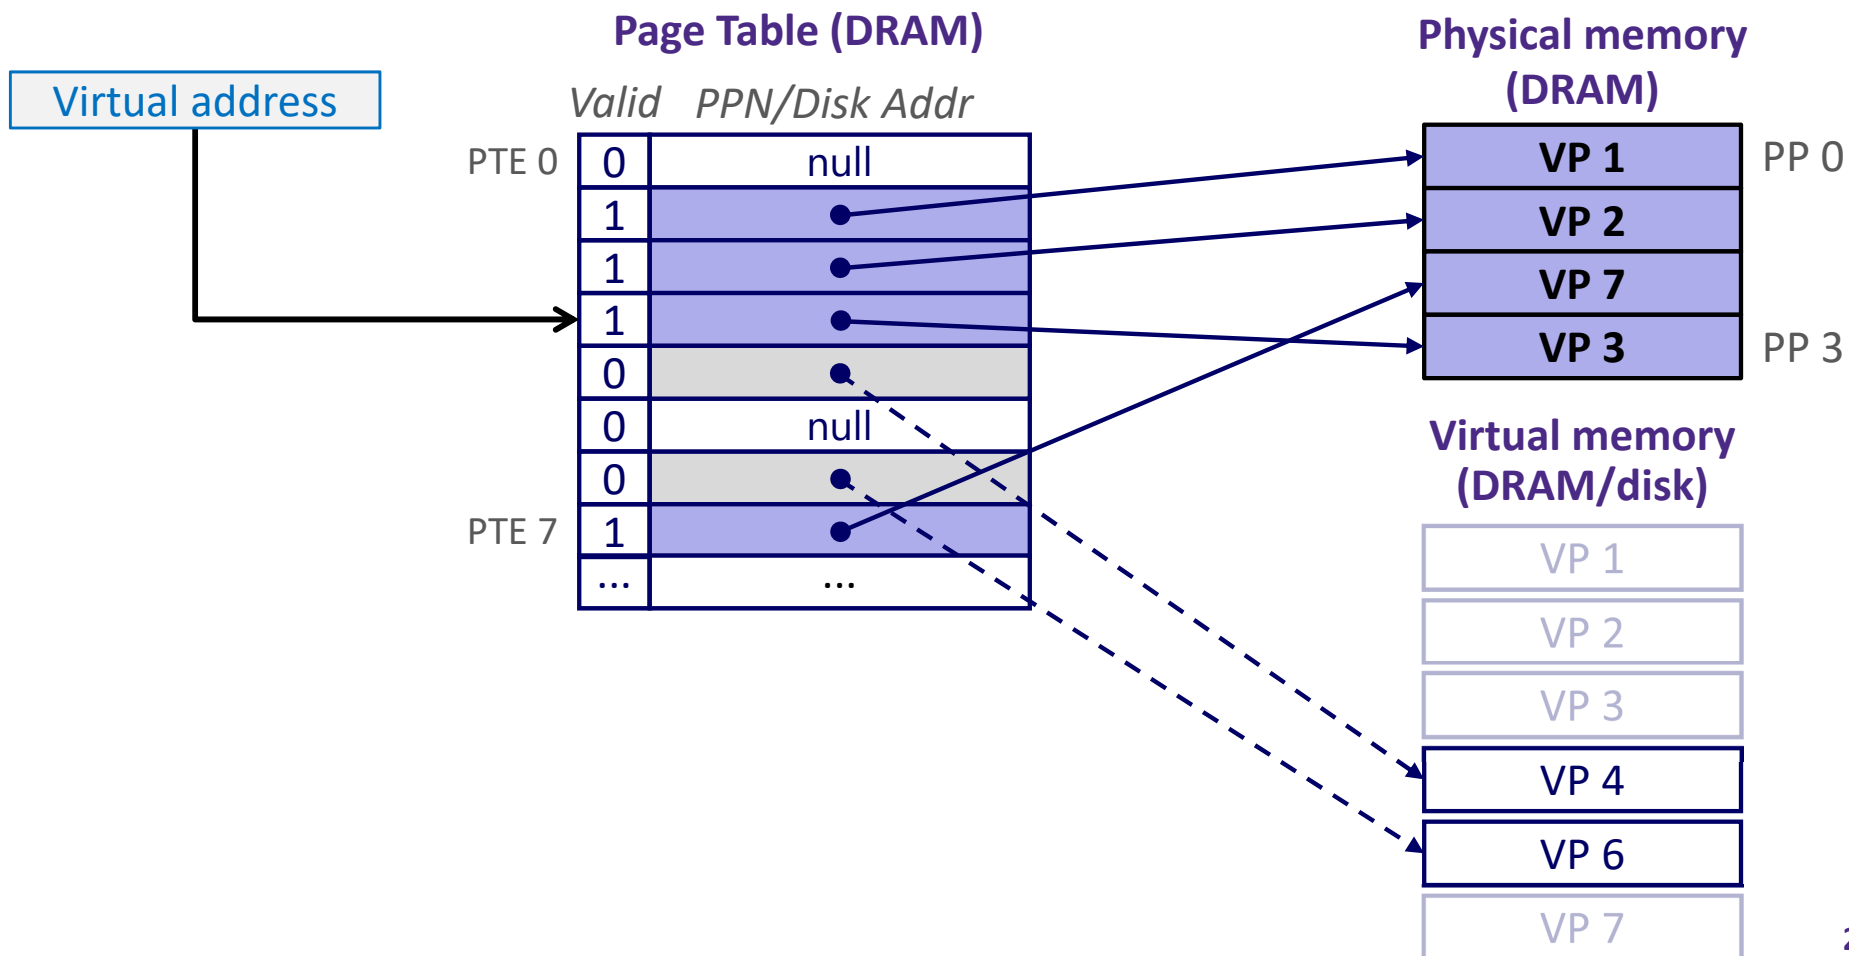 Page Table (DRAM)
Physical memory
(DRAM)
Virtual address
Valid PPN/Disk Addr
PTE 0 0 null
1
1
1
0
0 null
0
PTE 7 1
... ...
VP 1 PP 0
VP 2
VP 7
VP 3 PP 3
Virtual memory
(DRAM/disk)
VP 1
VP 2
VP 3
VP 4
VP 6
VP 7